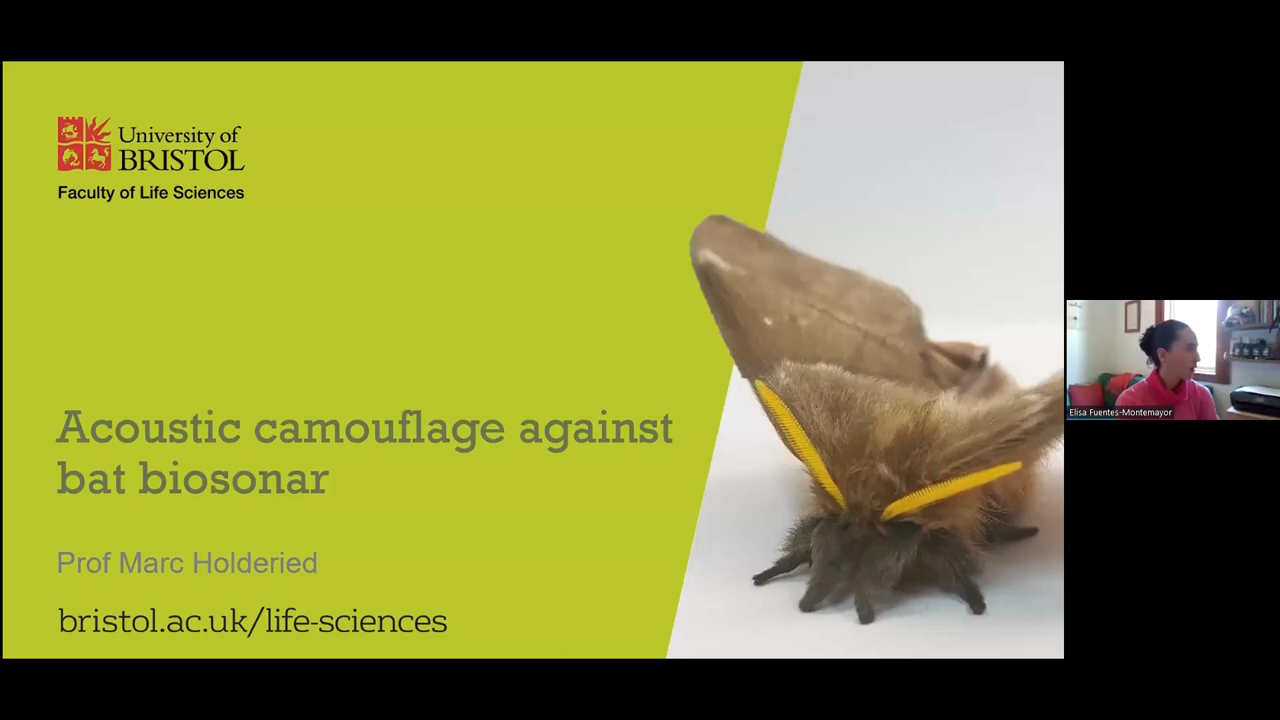 University of
BRISTOL
Faculty of Life Sciences
Acoustic camouflage against
bat biosonar
Prof Marc Holderied
bristol.ac.uk/life-sciences
Elisa Fuentes-Montemayor